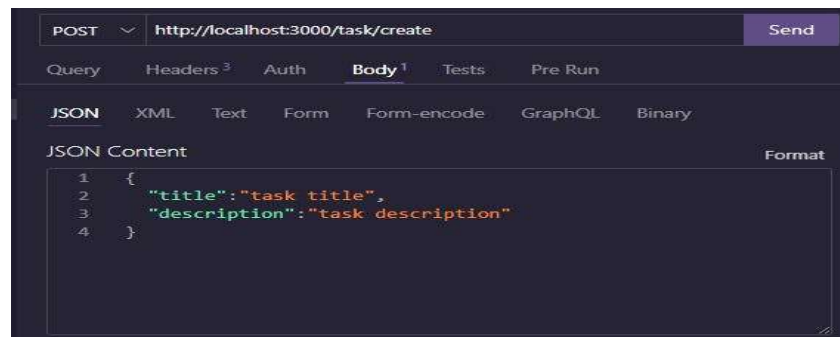 POST http://localhost:3000/task/create Send
Query Headers 3 Auth Body 1 Tests Pre Run
JSON XML Text Form Form-encode GraphQL Binary
JSON Content Format
1 {
2 "title":"task title",
3 "description":"task description"
4 }